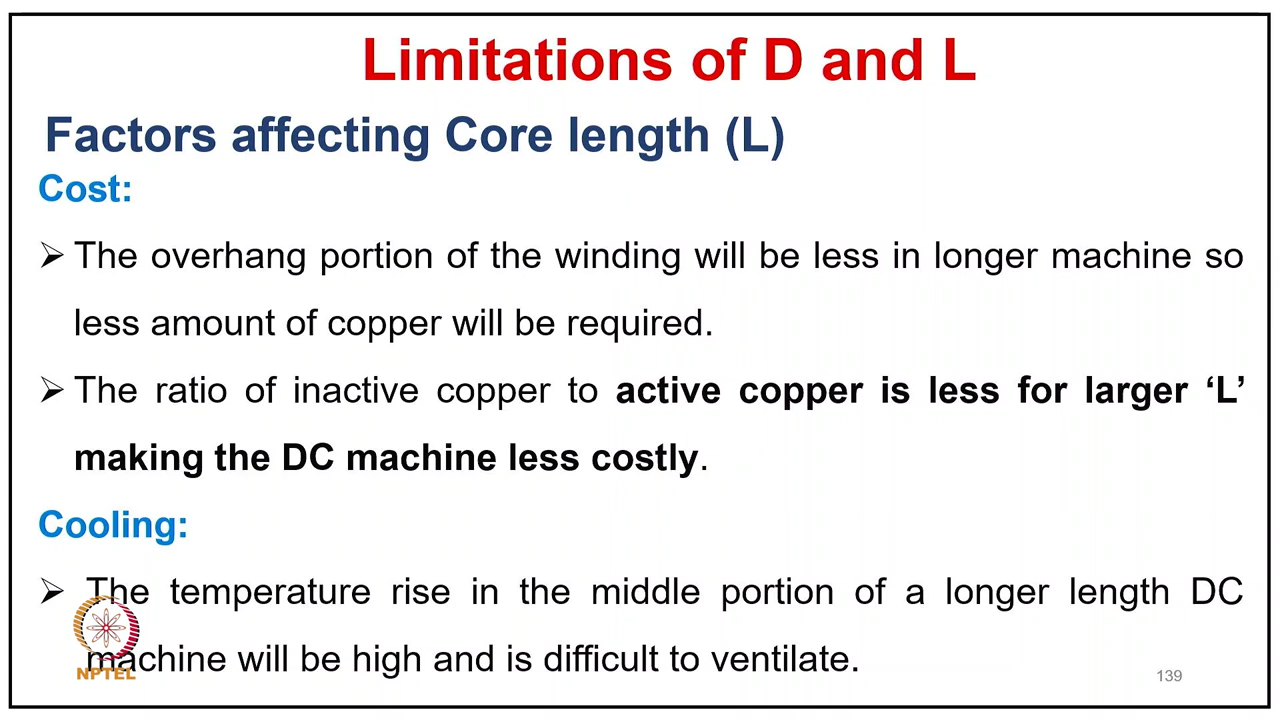 Limitations of D and L
Factors affecting Core length (L)
Cost:
➢ The overhang portion of the winding will be less in longer machine so
less amount of copper will be required.
➢ The ratio of inactive copper to active copper is less for larger ‘L’
making the DC machine less costly.
Cooling:
➢ The temperature rise in the middle portion of a longer length DC
machine will be high and is difficult to ventilate.
NPTEL
139